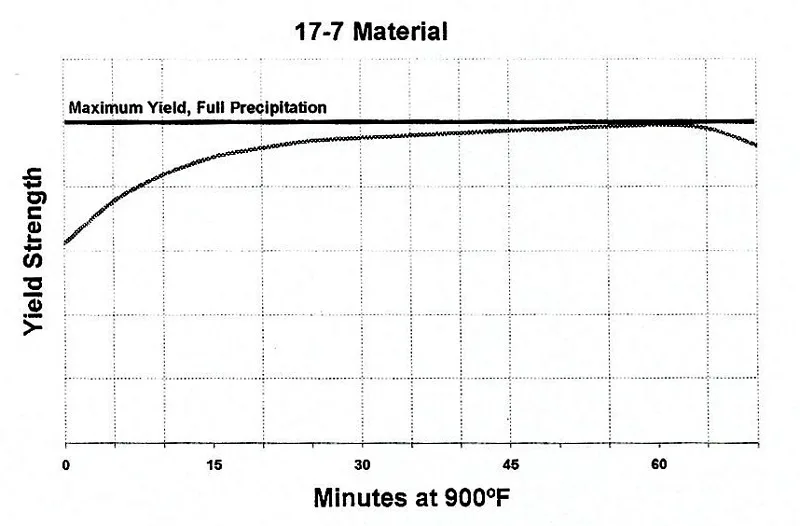 17-7 Material
Maximum Yield, Full Precipitation
Yield Strength
0 15 30 45 60
Minutes at 900ºF